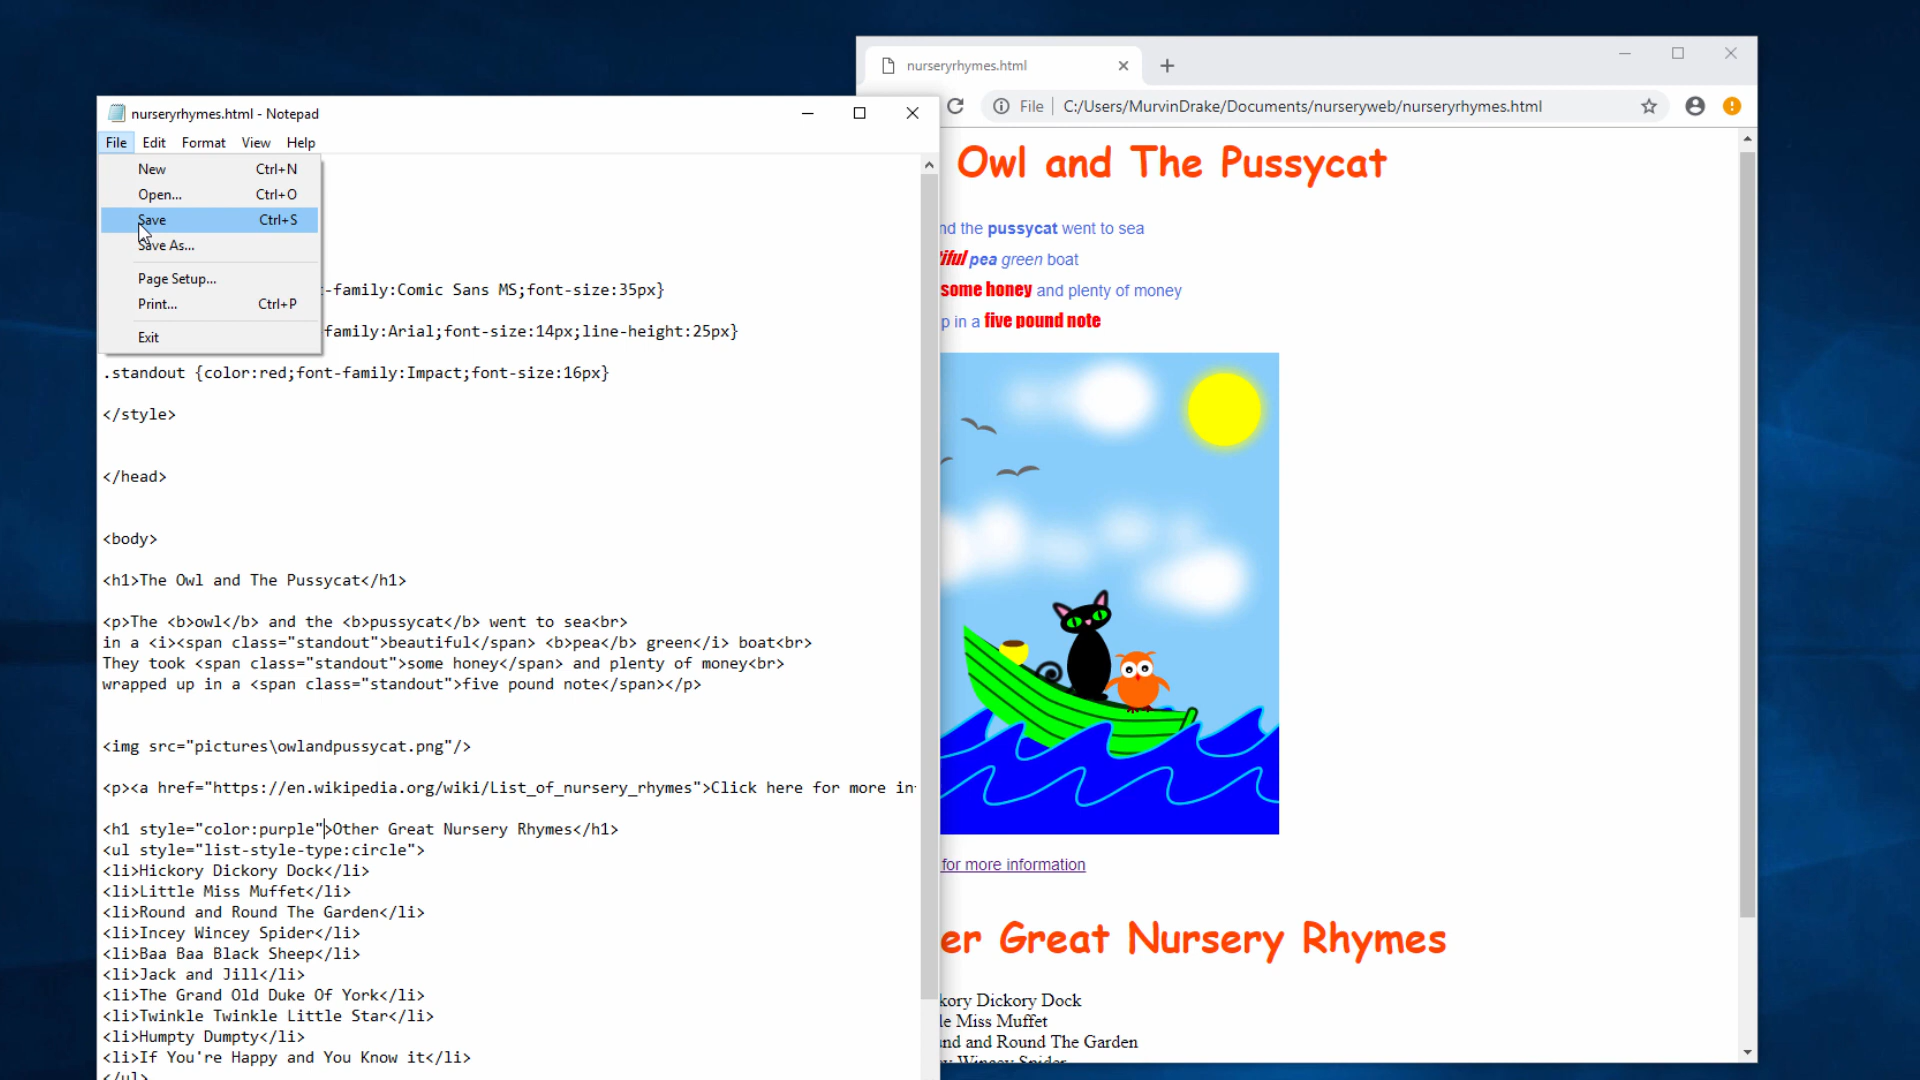 nurseryrhymes.html
File C:/Users/MurvinDrake/Documents/nurseryweb/nurseryrhymes.html
nurseryrhymes.html - Notepad
File Edit Format View Help
New Ctrl+N
Open... Ctrl+O
Save Ctrl+S
Save As...
Page Setup...
Print... Ctrl+P
Exit
-family:Comic Sans MS;font-size:35px}
family:Arial;font-size:14px;line-height:25px}
.standout {color:red;font-family:Impact;font-size:16px}
</style>
</head>
<body>
<h1>The Owl and The Pussycat</h1>
<p>The <b>owl</b> and the <b>pussycat</b> went to sea<br>
in a <i><span class="standout">beautiful</span> <b>pea</b> green</i> boat<br>
They took <span class="standout">some honey</span> and plenty of money<br>
wrapped up in a <span class="standout">five pound note</span></p>
<img src="pictures\owlandpussycat.png"/>
<p><a href="https://en.wikipedia.org/wiki/List_of_nursery_rhymes">Click here for more in
<h1 style="color:purple">Other Great Nursery Rhymes</h1>
<ul style="list-style-type:circle">
<li>Hickory Dickory Dock</li>
<li>Little Miss Muffet</li>
<li>Round and Round The Garden</li>
<li>Incey Wincey Spider</li>
<li>Baa Baa Black Sheep</li>
<li>Jack and Jill</li>
<li>The Grand Old Duke Of York</li>
<li>Twinkle Twinkle Little Star</li>
<li>Humpty Dumpty</li>
<li>If You're Happy and You Know it</li>
</ul>
Owl and The Pussycat
nd the pussycat went to sea
tiful pea green boat
some honey and plenty of money
p in a five pound note
for more information
er Great Nursery Rhymes
kory Dickory Dock
le Miss Muffet
nd and Round The Garden
ey Wincey Spider